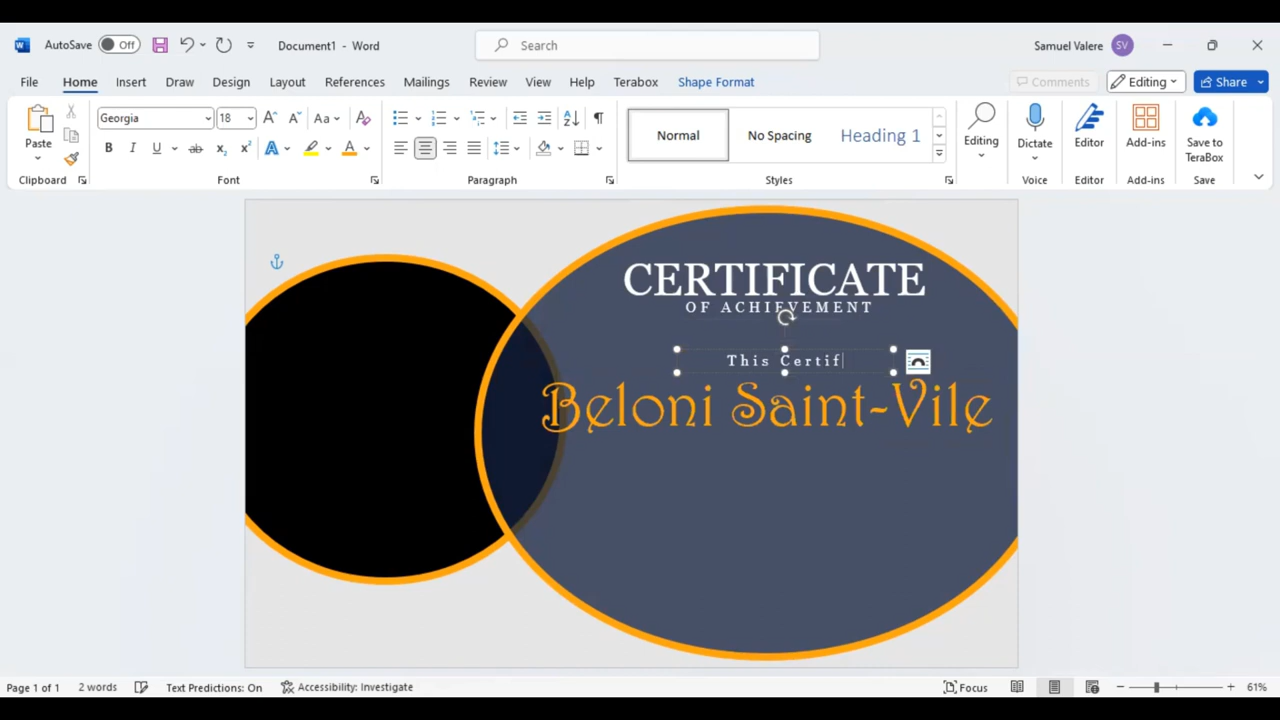 AutoSave Off Document1 - Word Search Samuel Valere SV
File Home Insert Draw Design Layout References Mailings Review View Help Terabox Shape Format Comments Editing Share
Paste Georgia 18 Normal No Spacing Heading 1 Editing Dictate Editor Add-ins Save to TeraBox
Clipboard Font Paragraph Styles Voice Editor Add-ins Save
CERTIFICATE
OF ACHIEVEMENT
This Certif
Beloni Saint-Vile
Page 1 of 1 2 words Text Predictions: On Accessibility: Investigate Focus 61%